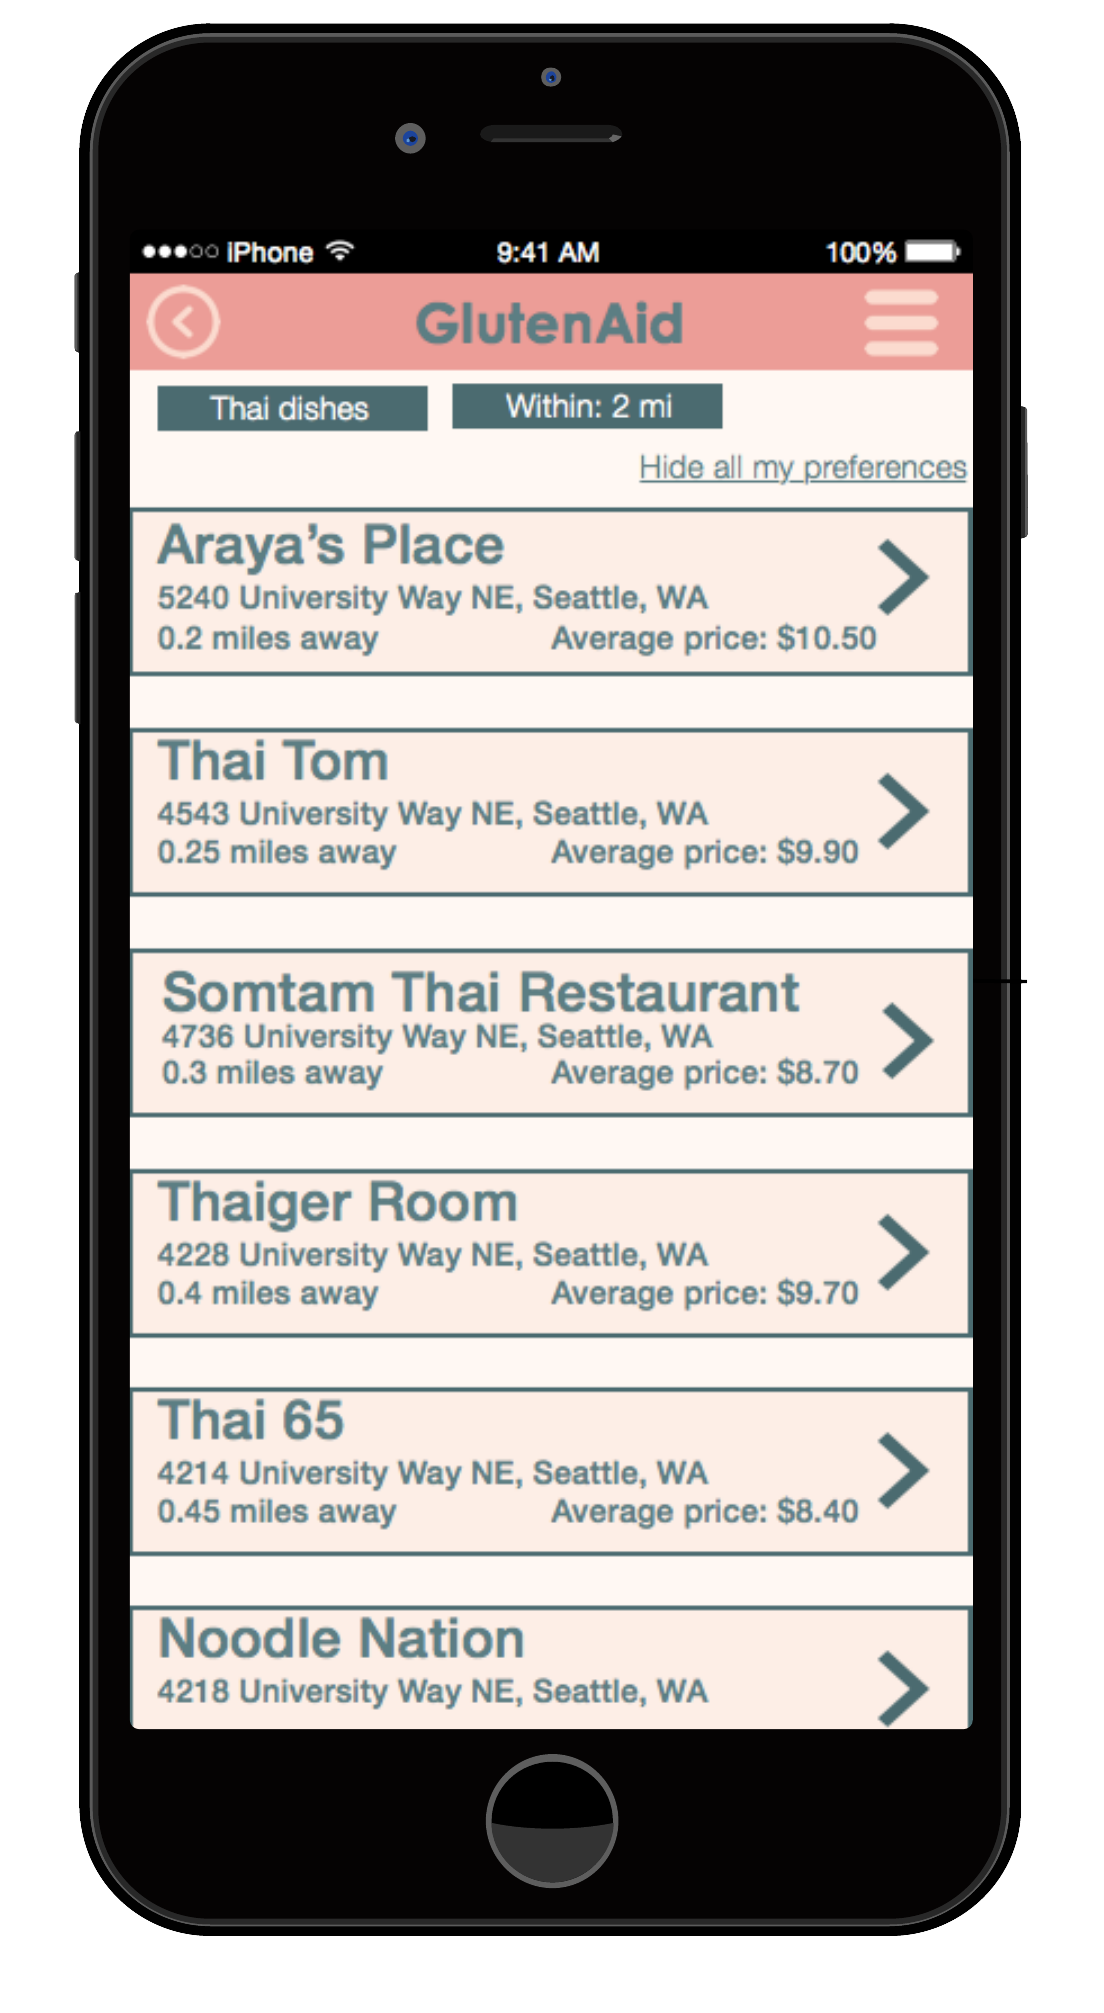 iPhone 9:41 AM 100%
GlutenAid
Thai dishes Within: 2 mi
Hide all my preferences
Araya's Place
5240 University Way NE, Seattle, WA
0.2 miles away Average price: $10.50
Thai Tom
4543 University Way NE, Seattle, WA
0.25 miles away Average price: $9.90
Somtam Thai Restaurant
4736 University Way NE, Seattle, WA
0.3 miles away Average price: $8.70
Thaiger Room
4228 University Way NE, Seattle, WA
0.4 miles away Average price: $9.70
Thai 65
4214 University Way NE, Seattle, WA
0.45 miles away Average price: $8.40
Noodle Nation
4218 University Way NE, Seattle, WA